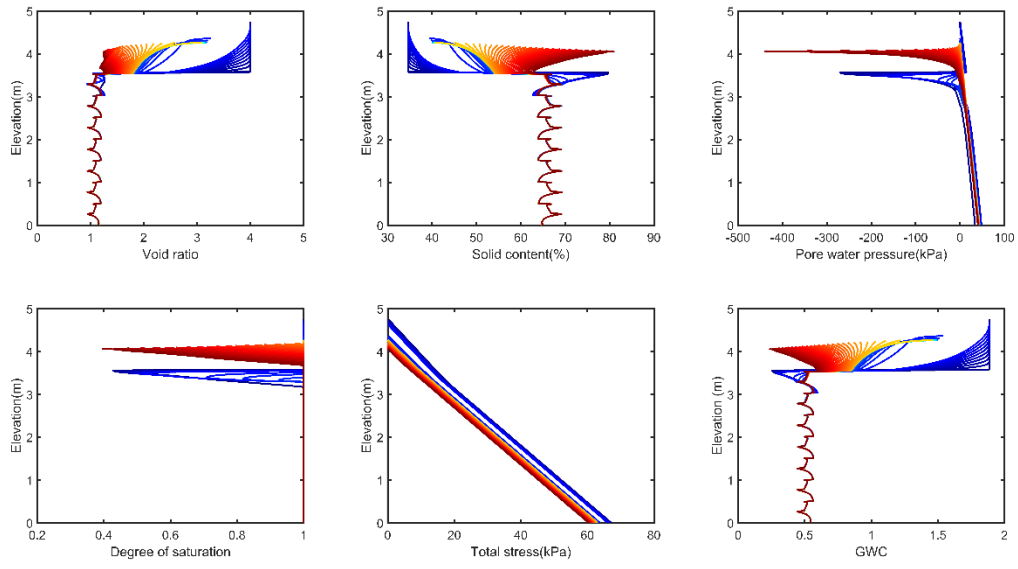 5
4
3
2
1
0
Elevation(m)
0 1 2 3 4 5
Void ratio
5
4
3
2
1
0
Elevation(m)
30 40 50 60 70 80 90
Solid content(%)
5
4
3
2
1
0
Elevation(m)
-500 -400 -300 -200 -100 0 100
Pore water pressure(kPa)
5
4
3
2
1
0
Elevation(m)
0.2 0.4 0.6 0.8 1
Degree of saturation
5
4
3
2
1
0
Elevation(m)
0 20 40 60 80
Total stress(kPa)
5
4
3
2
1
0
Elevation (m)
0 0.5 1 1.5 2
GWC